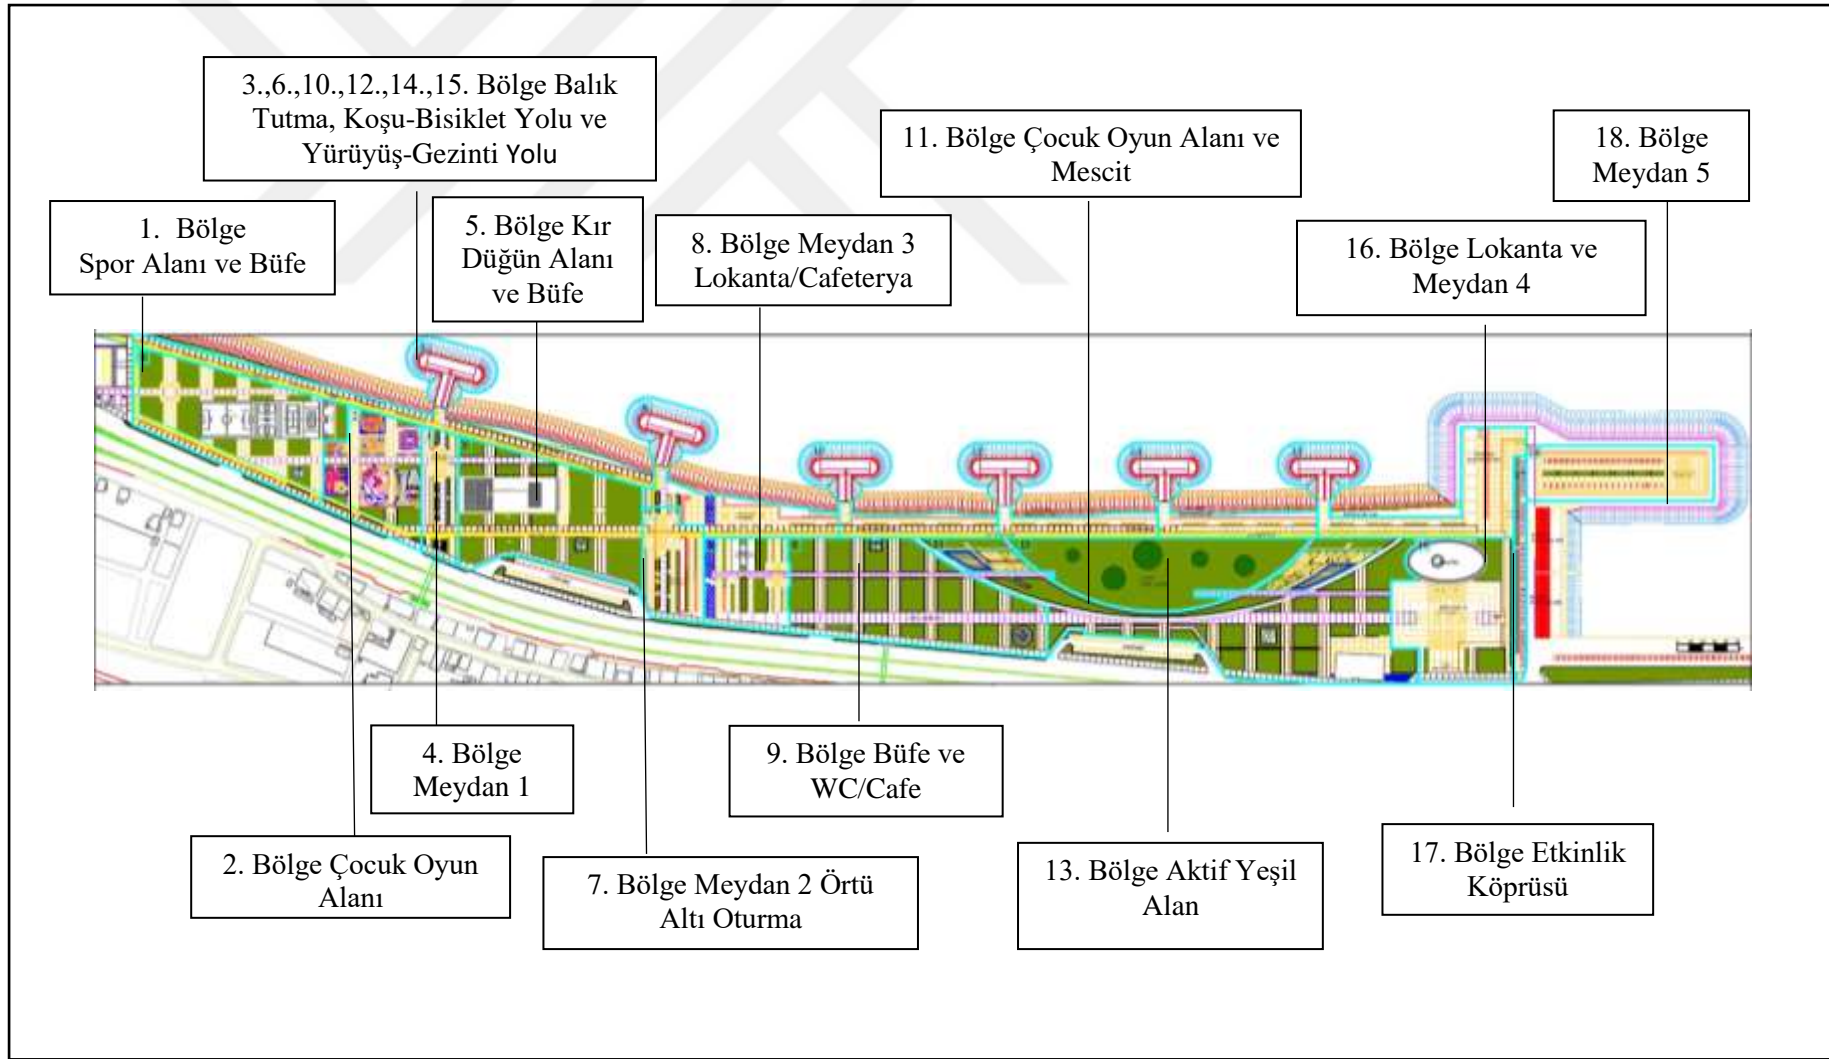 3.,6.,10.,12.,14.,15. Bölge Balık
Tutma, Koşu-Bisiklet Yolu ve
Yürüyüş-Gezinti Yolu
11. Bölge Çocuk Oyun Alanı ve
Mescit
18. Bölge
Meydan 5
1. Bölge
Spor Alanı ve Büfe
5. Bölge Kır
Düğün Alanı
ve Büfe
8. Bölge Meydan 3
Lokanta/Cafeterya
16. Bölge Lokanta ve
Meydan 4
4. Bölge
Meydan 1
9. Bölge Büfe ve
WC/Cafe
2. Bölge Çocuk Oyun
Alanı
7. Bölge Meydan 2 Örtü
Altı Oturma
13. Bölge Aktif Yeşil
Alan
17. Bölge Etkinlik
Köprüsü